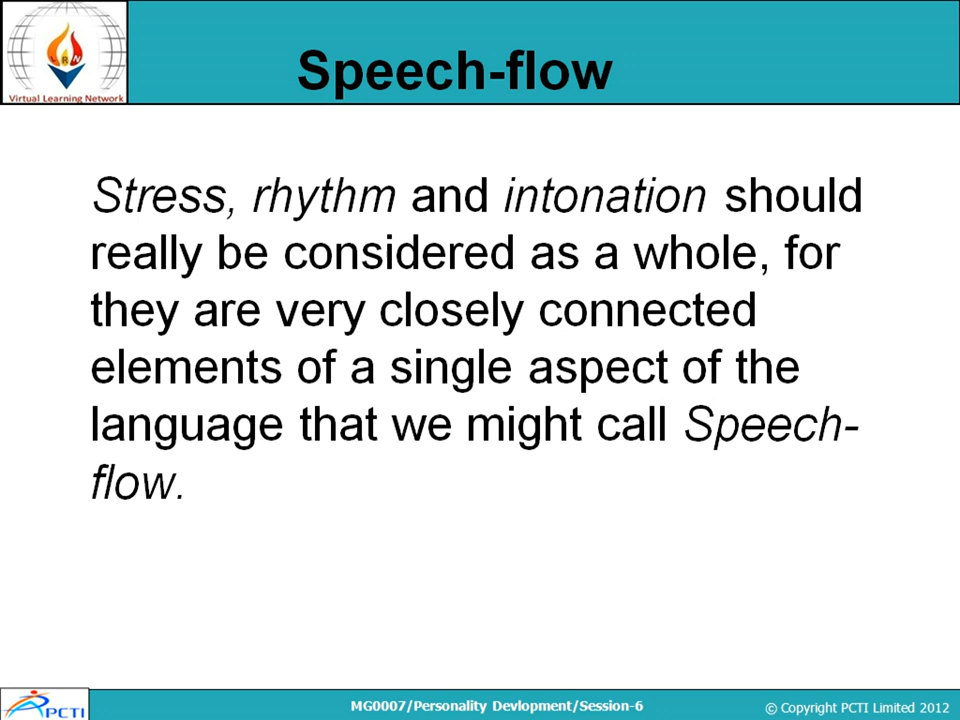 RN
Virtual Learning Network
Speech-flow
Stress, rhythm and intonation should
really be considered as a whole, for
they are very closely connected
elements of a single aspect of the
language that we might call Speech-
flow.
PCTI
MG0007/Personality Devlopment/Session-6
© Copyright PCTI Limited 2012